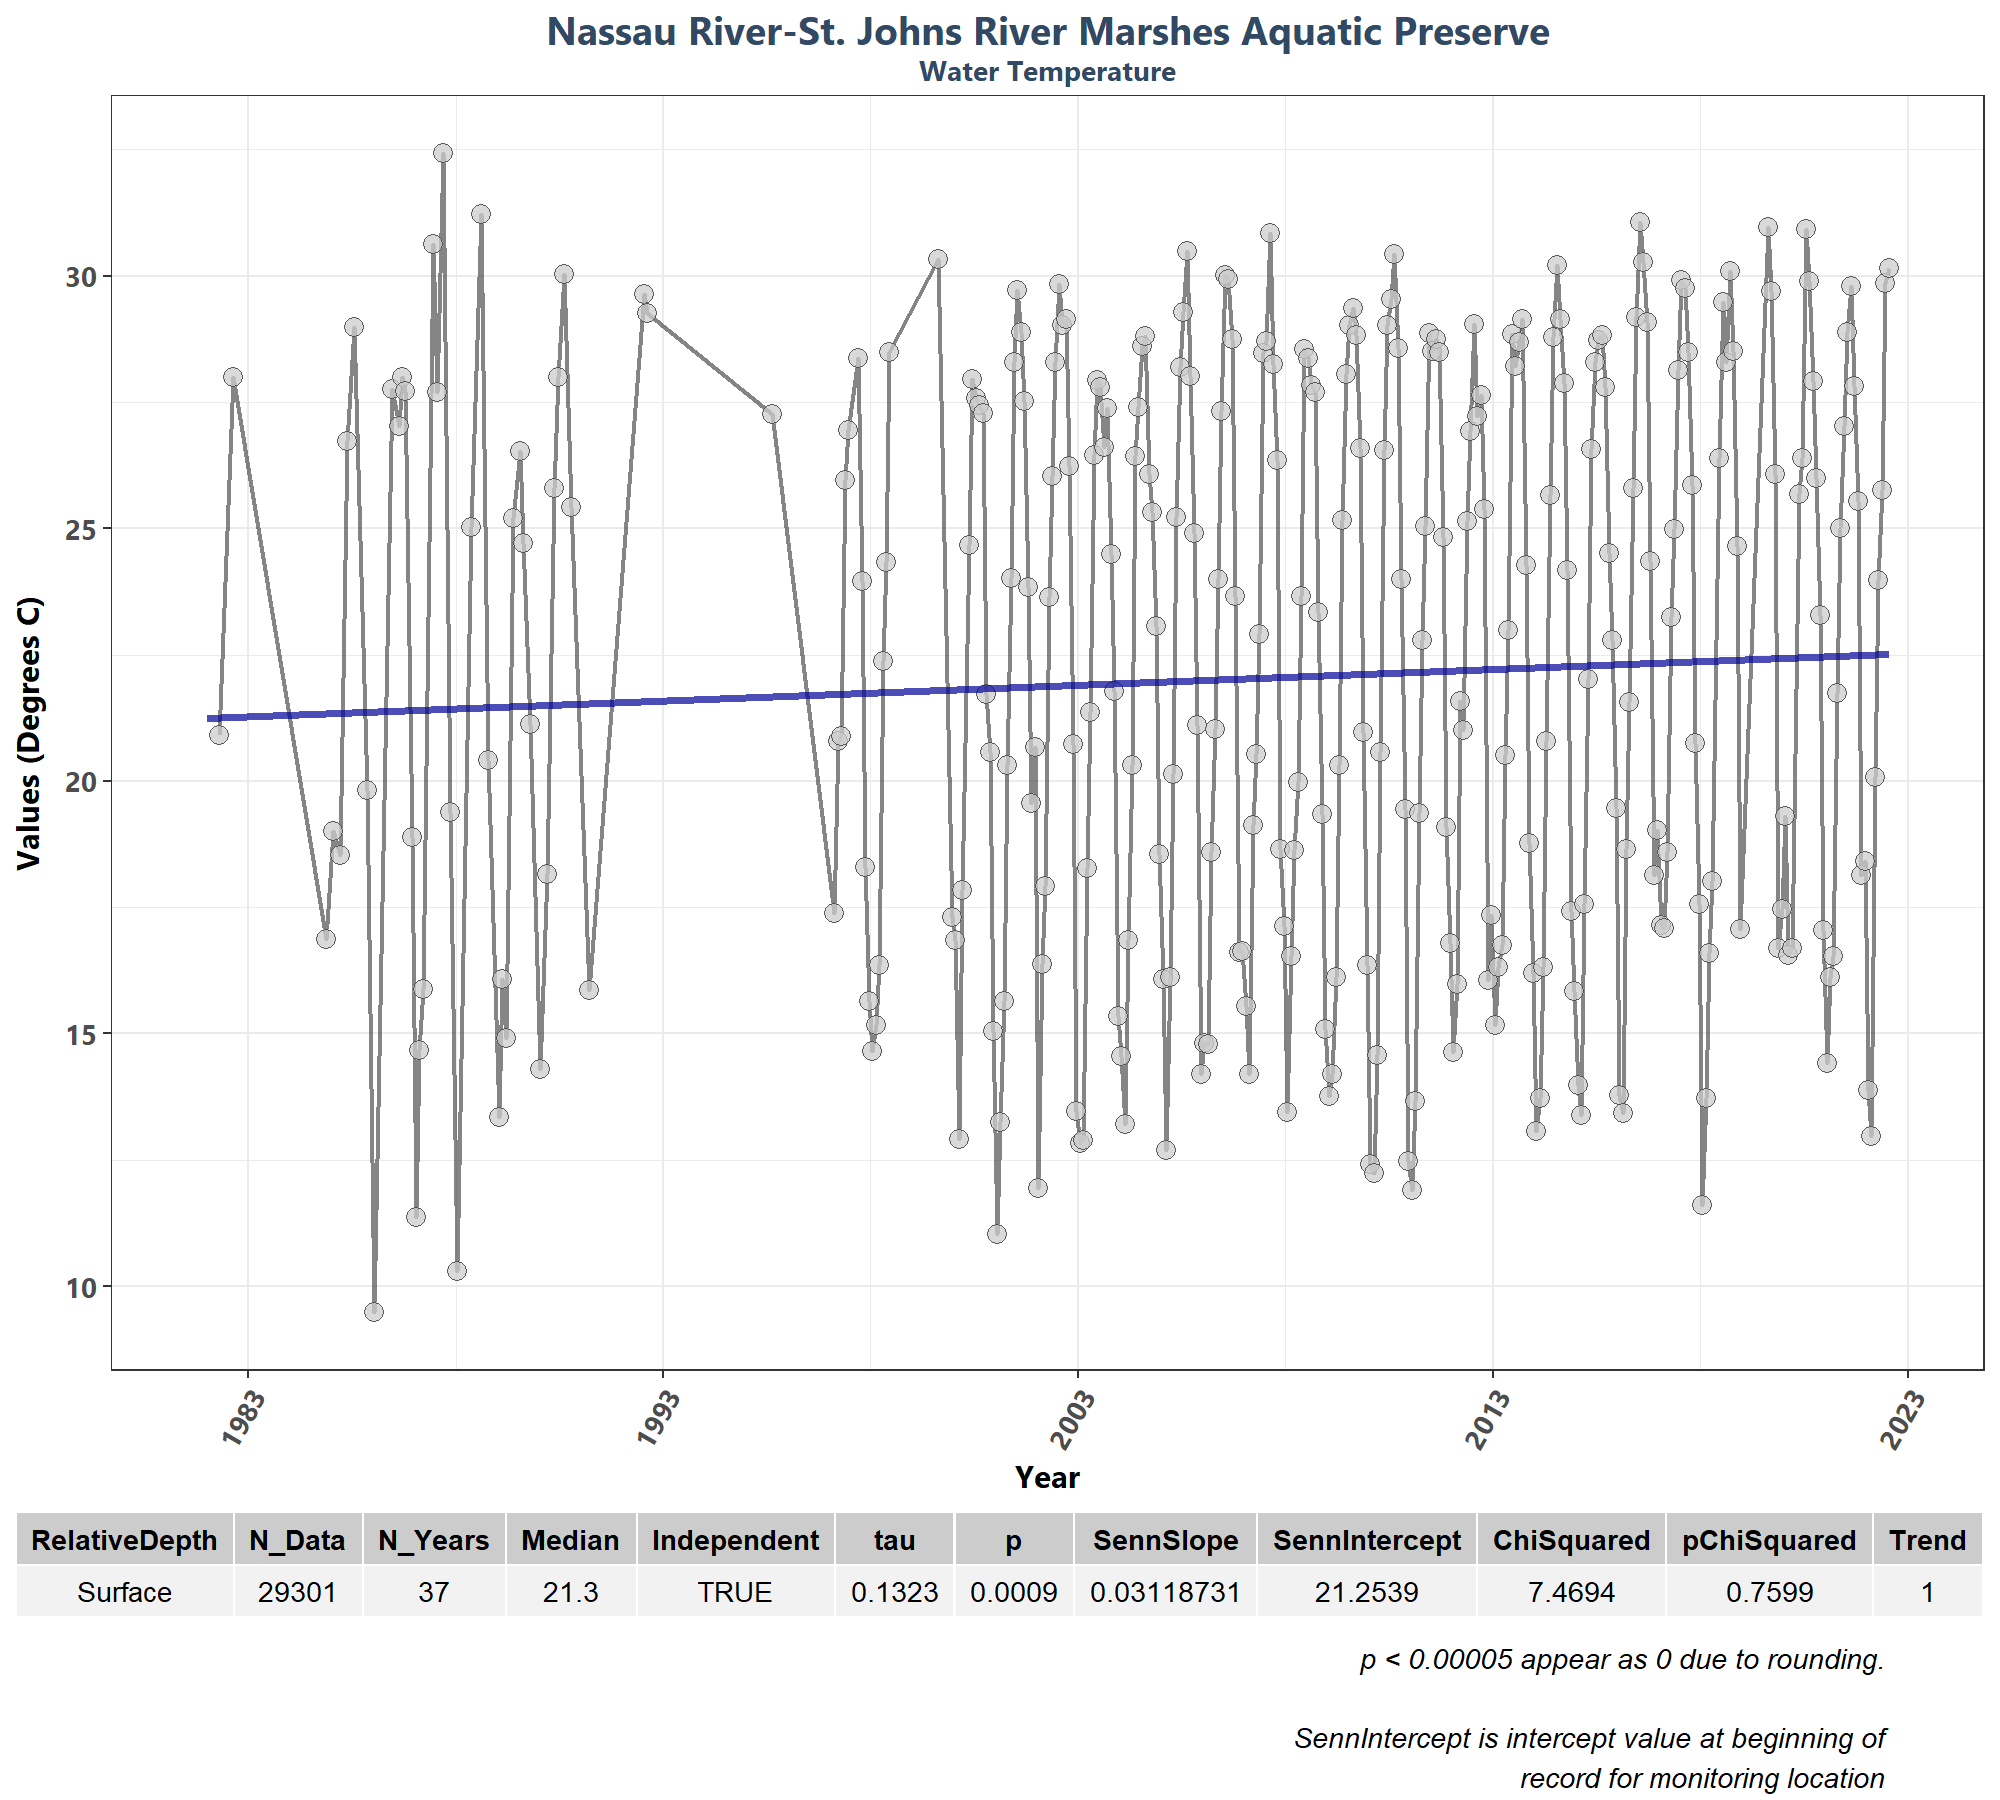 Nassau River-St. Johns River Marshes Aquatic Preserve
Water Temperature
Values (Degrees C)
30
25
20
15
10
1983
1993
2003
2013
2023
Year
RelativeDepth N_Data N_Years Median Independent tau p SennSlope SennIntercept ChiSquared pChiSquared Trend
Surface 29301 37 21.3 TRUE 0.1323 0.0009 0.03118731 21.2539 7.4694 0.7599 1
p < 0.00005 appear as 0 due to rounding.
SennIntercept is intercept value at beginning of
record for monitoring location